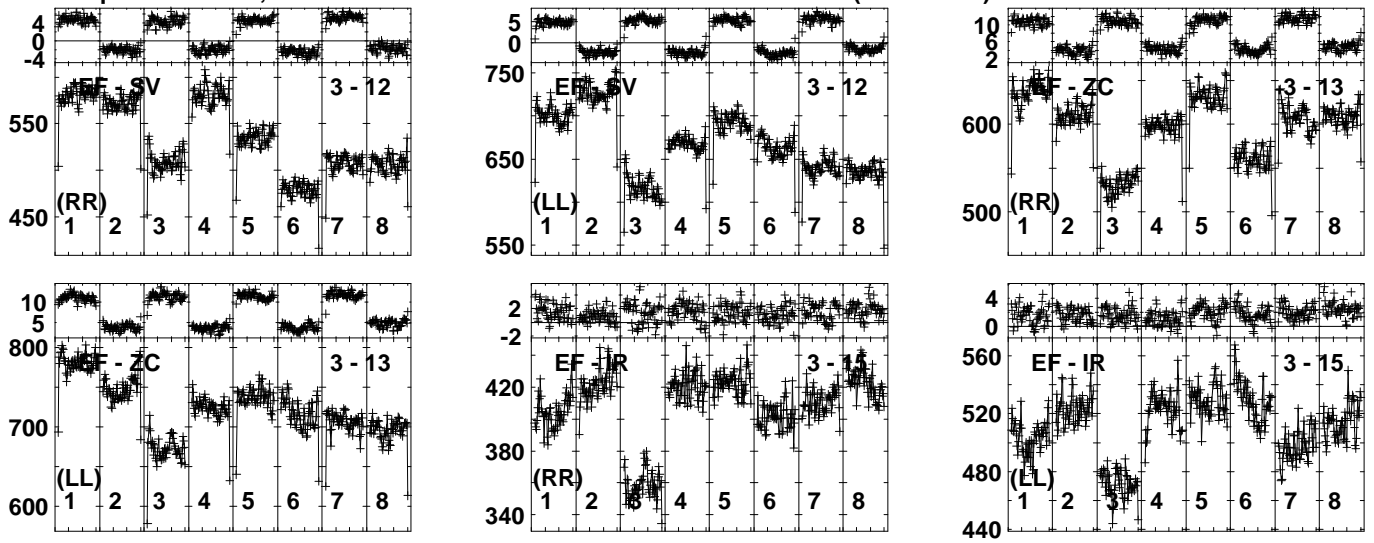 4
0
-4
EF - SV 3 - 12
550
450
(RR)
1 2 3 4 5 6 7 8
5
0
750
EF - SV 3 - 12
650
550
(LL)
1 2 3 4 5 6 7 8
10
6
2
EF - ZC 3 - 13
600
500
(RR)
1 2 3 4 5 6 7 8
10
5
800
EF - ZC 3 - 13
700
600
(LL)
1 2 3 4 5 6 7 8
2
-2
EF - IR 3 - 15
420
380
340
(RR)
1 2 3 4 5 6 7 8
4
0
560
EF - IR 3 - 15
520
480
440
(LL)
1 2 3 4 5 6 7 8